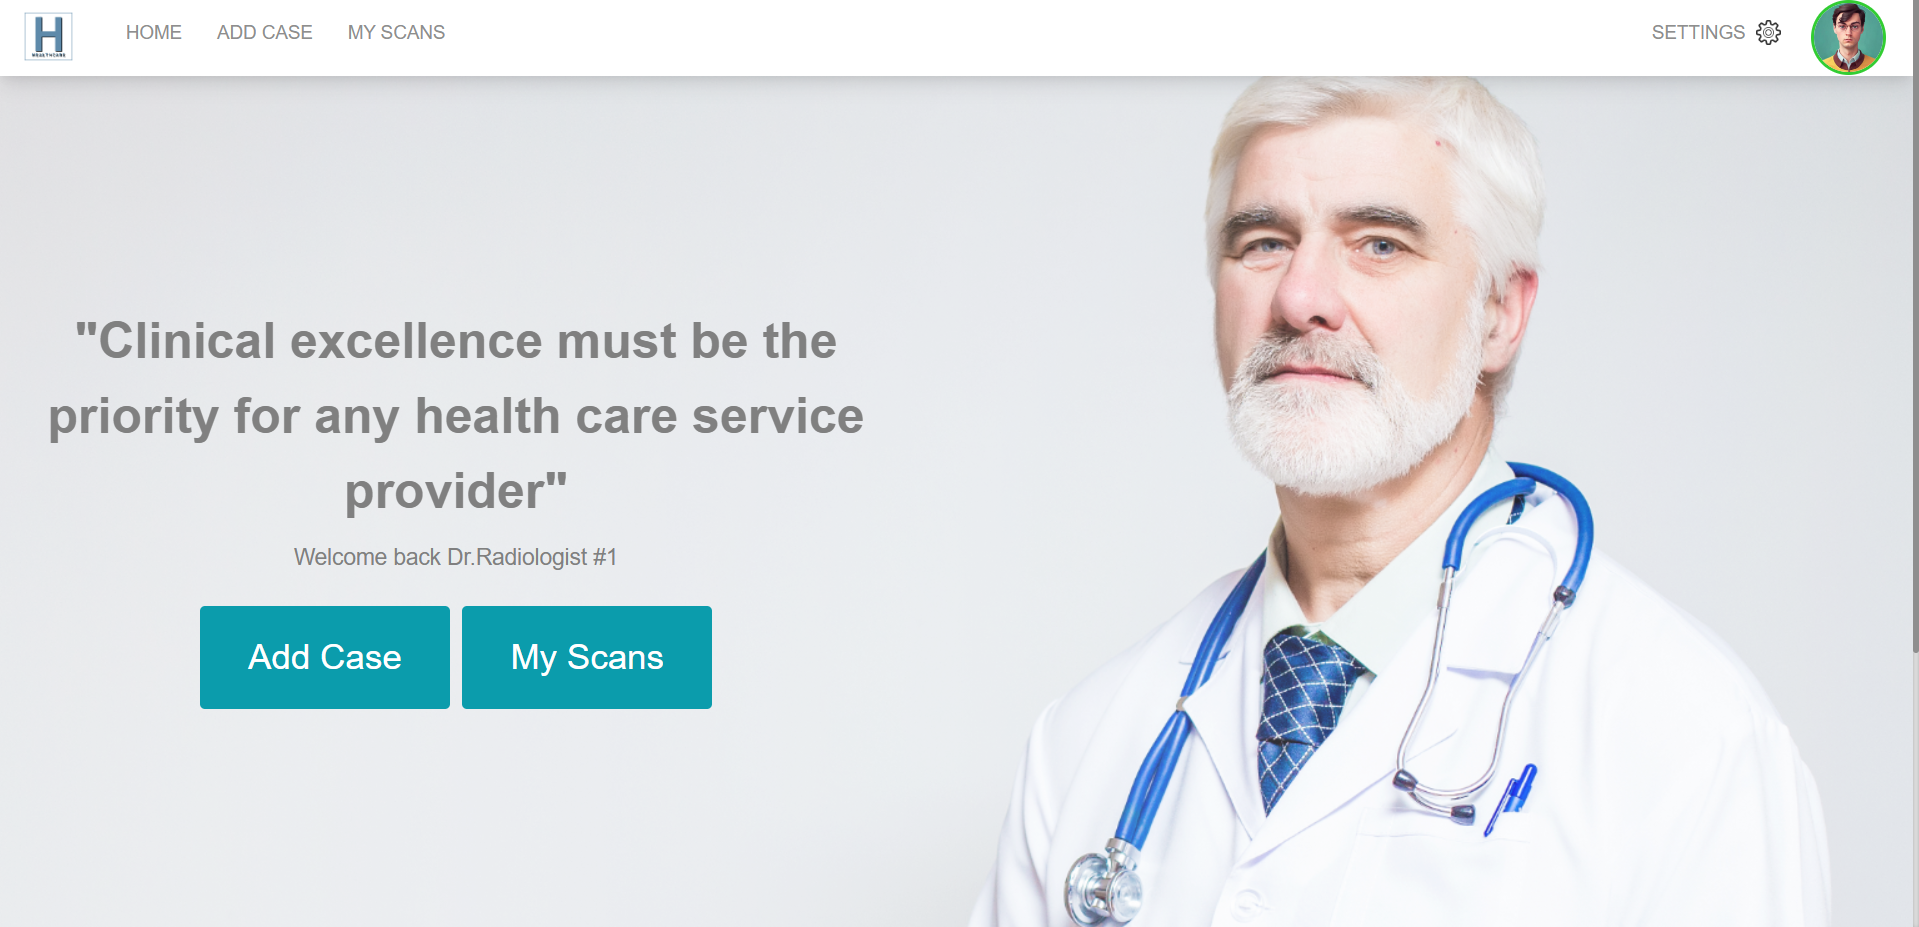 H
HEALTHCARE
HOME
ADD CASE
MY SCANS
SETTINGS
"Clinical excellence must be the
priority for any health care service
provider"
Welcome back Dr.Radiologist #1
Add Case
My Scans